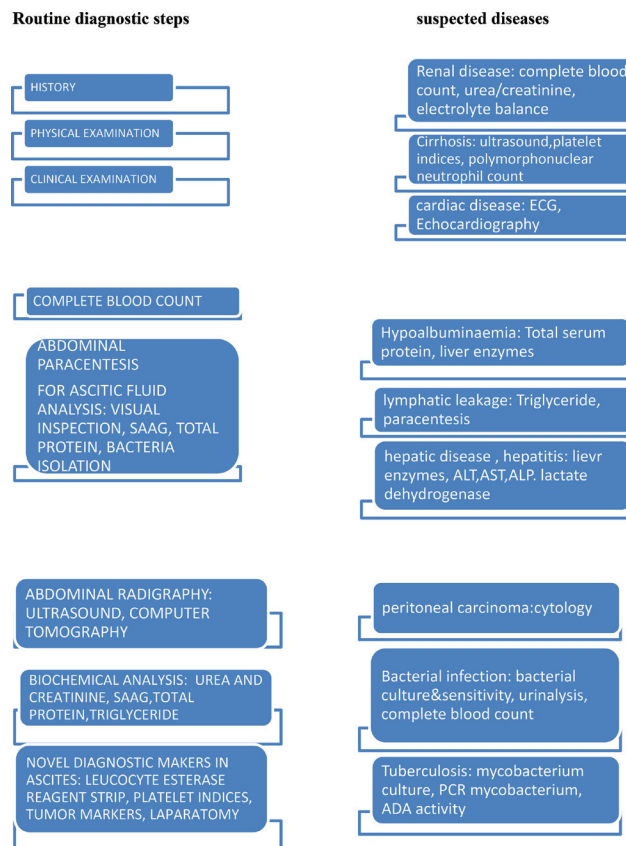 Routine diagnostic steps
HISTORY
PHYSICAL EXAMINATION
CLINICAL EXAMINATION
COMPLETE BLOOD COUNT
ABDOMINAL
PARACENTESIS
FOR ASCITIC FLUID
ANALYSIS: VISUAL
INSPECTION, SAAG, TOTAL
PROTEIN, BACTERIA
ISOLATION
ABDOMINAL RADIGRAPHY:
ULTRASOUND, COMPUTER
TOMOGRAPHY
BIOCHEMICAL ANALYSIS: UREA AND
CREATININE, SAAG,TOTAL
PROTEIN,TRIGLYCERIDE
NOVEL DIAGNOSTIC MAKERS IN
ASCITES: LEUCOCYTE ESTERASE
REAGENT STRIP, PLATELET INDICES,
TUMOR MARKERS, LAPARATOMY
suspected diseases
Renal disease: complete blood
count, urea/creatinine,
electrolyte balance
Cirrhosis: ultrasound,platelet
indices, polymorphonuclear
neutrophil count
cardiac disease: ECG,
Echocardiography
Hypoalbuminaemia: Total serum
protein, liver enzymes
lymphatic leakage: Triglyceride,
paracentesis
hepatic disease , hepatitis: lievr
enzymes, ALT,AST,ALP. lactate
dehydrogenase
peritoneal carcinoma:cytology
Bacterial infection: bacterial
culture&sensitivity, urinalysis,
complete blood count
Tuberculosis: mycobacterium
culture, PCR mycobacterium,
ADA activity